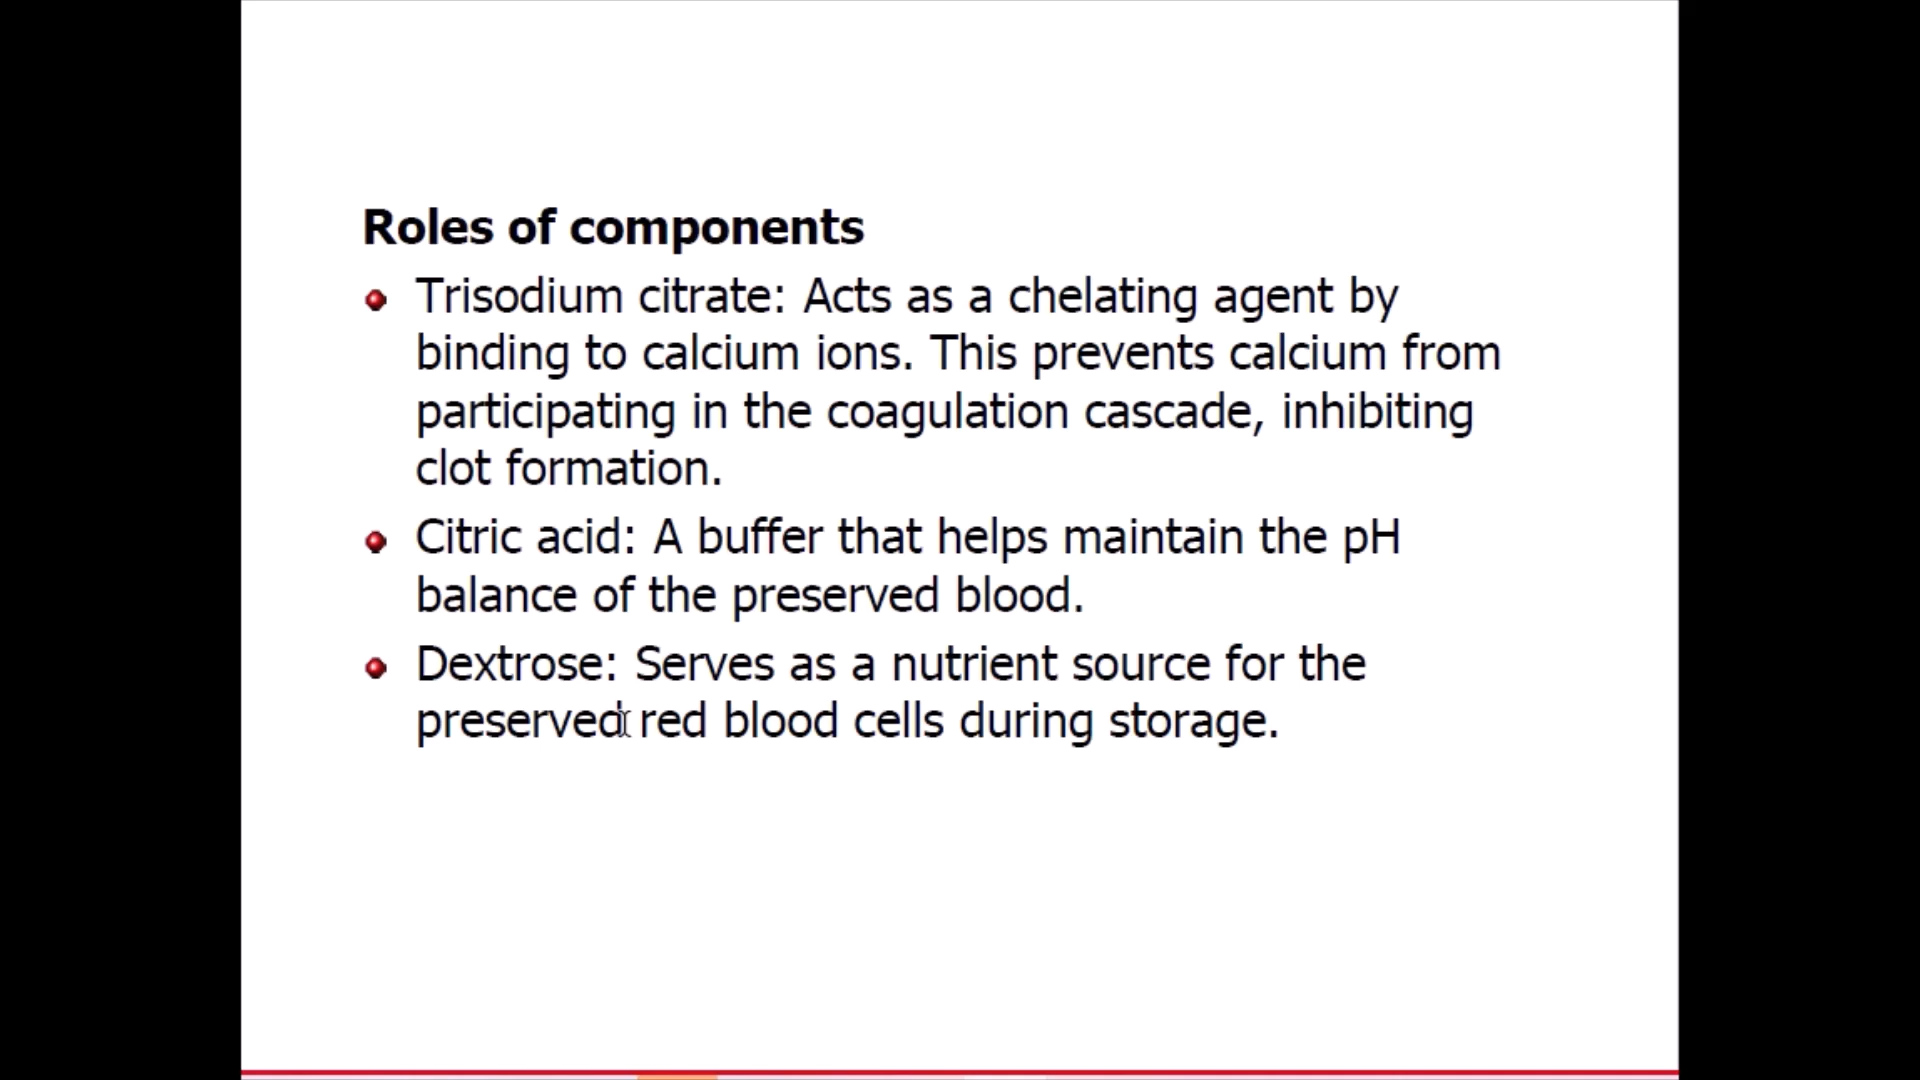 Roles of components
Trisodium citrate: Acts as a chelating agent by
binding to calcium ions. This prevents calcium from
participating in the coagulation cascade, inhibiting
clot formation.
Citric acid: A buffer that helps maintain the pH
balance of the preserved blood.
Dextrose: Serves as a nutrient source for the
preserved red blood cells during storage.